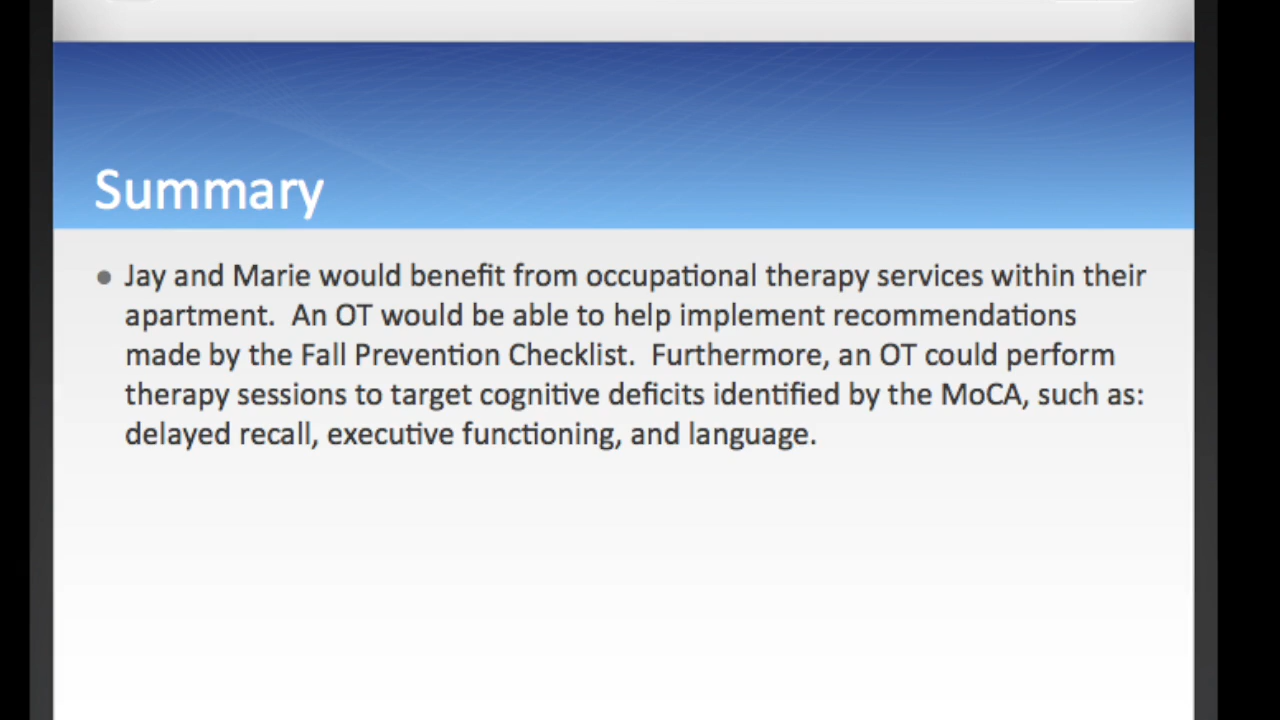 Summary
● Jay and Marie would benefit from occupational therapy services within their
apartment.  An OT would be able to help implement recommendations
made by the Fall Prevention Checklist.  Furthermore, an OT could perform
therapy sessions to target cognitive deficits identified by the MoCA, such as:
delayed recall, executive functioning, and language.